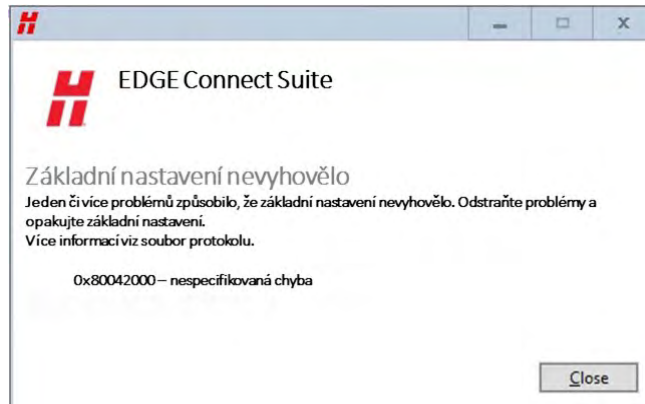 EDGE Connect Suite
Základní nastavení nevyhovělo
Jeden či více problémů způsobilo, že základní nastavení nevyhovělo. Odstraňte problémy a
opakujte základní nastavení.
Více informací viz soubor protokolu.
0x80042000 – nespecifikovaná chyba
Close